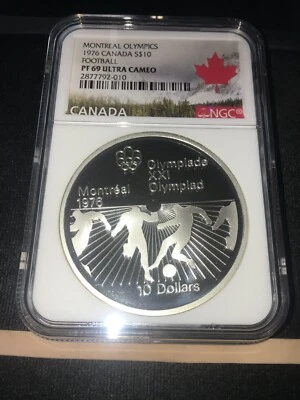 MONTREAL OLYMPICS
1976 CANADA S$10
FOOTBALL
PF 69 ULTRA CAMEO
2877792-010
CANADA
NGC
Olympiade
XXI
Olympiad
Montréal
1976
10 Dollars